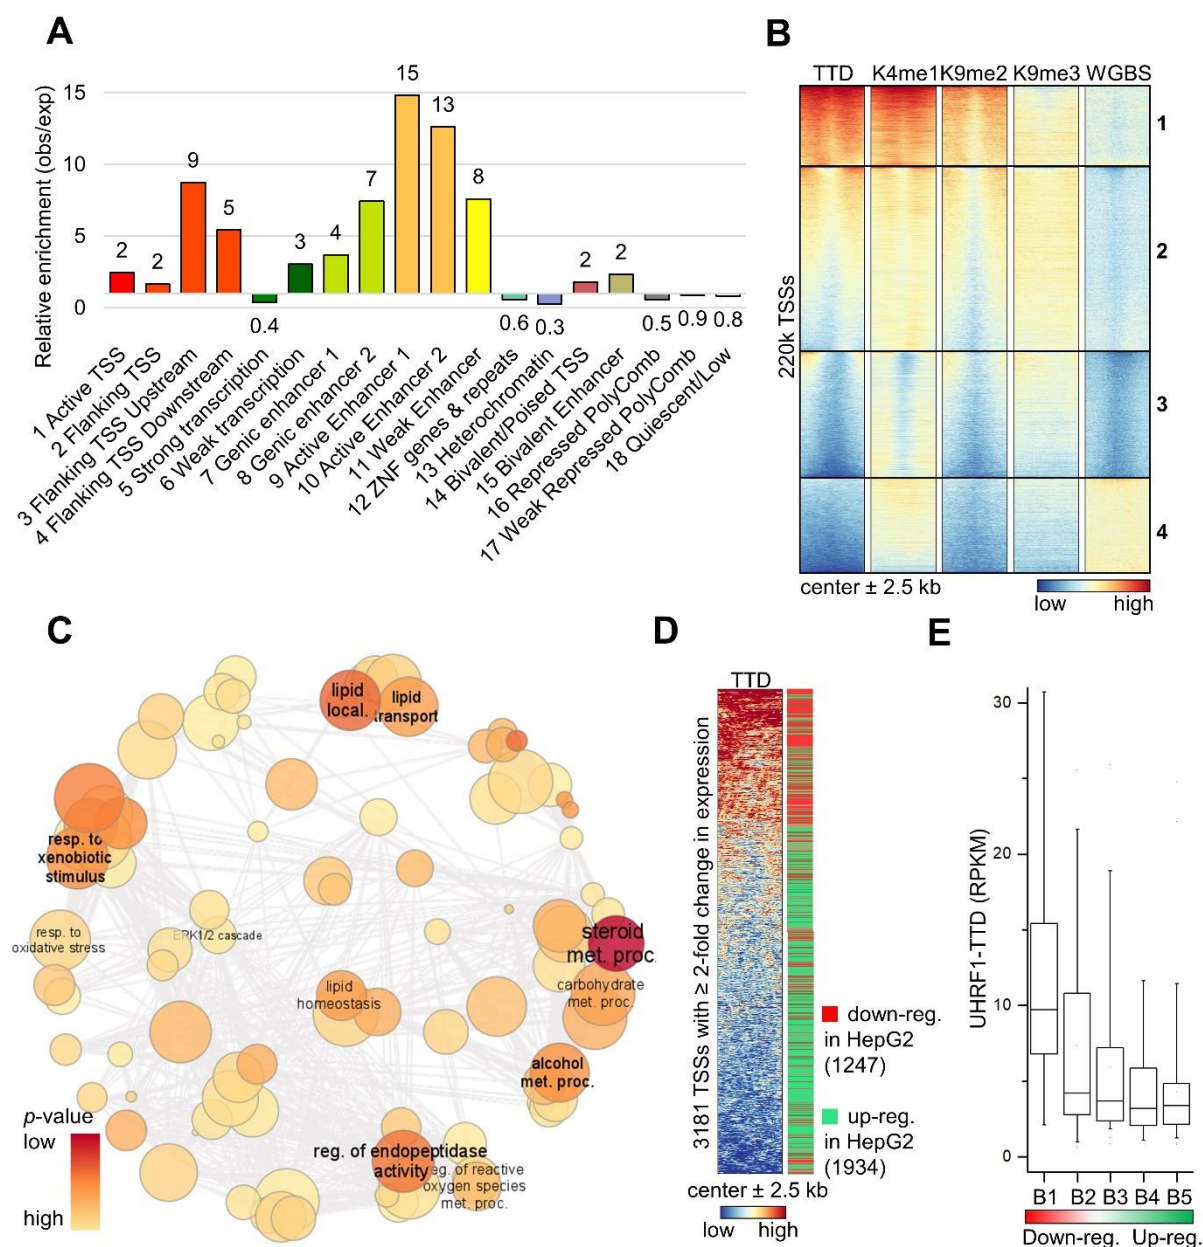 A
Relative enrichment (obs/exp)
15
10
5
0
2
2
9
5
0.4
3
4
7
15
13
8
0.6
0.3
2
2
0.5
0.9
0.8
1 Active TSS
2 Flanking TSS
3 Flanking TSS Upstream
4 Flanking TSS Downstream
5 Strong transcription
6 Weak transcription
7 Genic enhancer 1
8 Genic enhancer 2
9 Active Enhancer 1
10 Active Enhancer 2
11 Weak Enhancer
12 ZNF genes & repeats
13 Heterochromatin
14 Bivalent/Poised TSS
15 Bivalent Enhancer
16 Repressed PolyComb
17 Weak Repressed PolyComb
18 Quiescent/Low
B
TTD K4me1 K9me2 K9me3 WGBS
220k TSSs
1
2
3
4
center ± 2.5 kb
low high
C
lipid
local.
lipid
transport
resp. to
xenobiotic
stimulus
resp. to
oxidative stress
ERK1/2 cascade
steroid
met. proc.
carbohydrate
met. proc.
lipid
homeostasis
alcohol
met. proc.
reg. of endopeptidase
activity
eg. of reactive
oxygen species
met. proc.
p-value
low
high
D
TTD
3181 TSSs with ≥ 2-fold change in expression
down-reg.
in HepG2
(1247)
up-reg.
in HepG2
(1934)
center ± 2.5 kb
low high
E
UHRF1-TTD (RPKM)
30
20
10
0
B1 B2 B3 B4 B5
Down-reg. Up-reg.